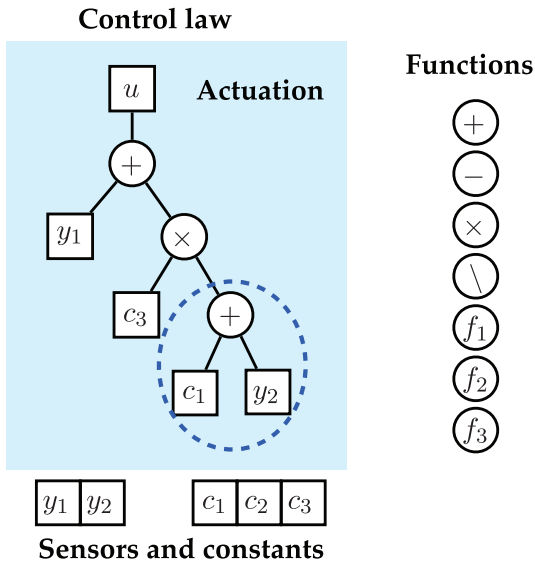 Control law
Functions
u
Actuation
+
+
−
y₁
×
×
c₃
+
\
c₁
y₂
f₁
f₂
f₃
y₁ y₂ c₁ c₂ c₃
Sensors and constants